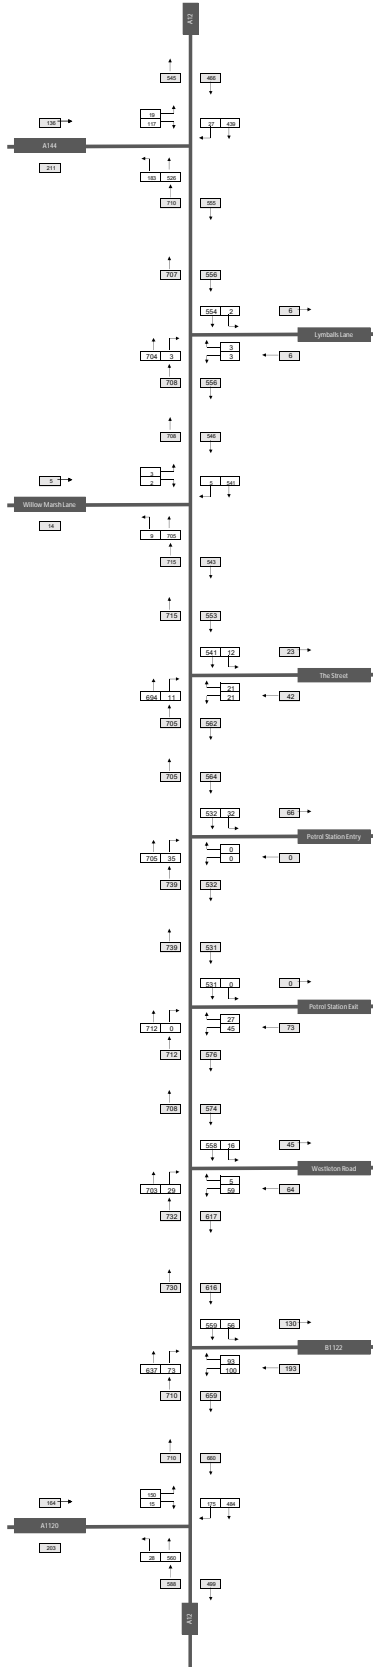 A12
545 466
136 19
117 27 439
A144
211 183 526
710 555
707 556
554 2 6
Lymballs Lane
704 3 3
3 6
708 556
708 546
5 3
2 5 541
Willow Marsh Lane
14 9 705
715 543
715 553
541 12 23
The Street
694 11 21
21 42
705 562
705 564
532 32 66
Petrol Station Entry
705 35 0
0 0
739 532
739 531
531 0 0
Petrol Station Exit
712 0 27
45 73
712 576
708 574
558 16 45
Westleton Road
703 29 5
59 64
732 617
730 616
559 56 130
B1122
637 73 93
100 193
710 659
710 660
164 150
15 175 484
A1120
203 28 560
588 499
A12